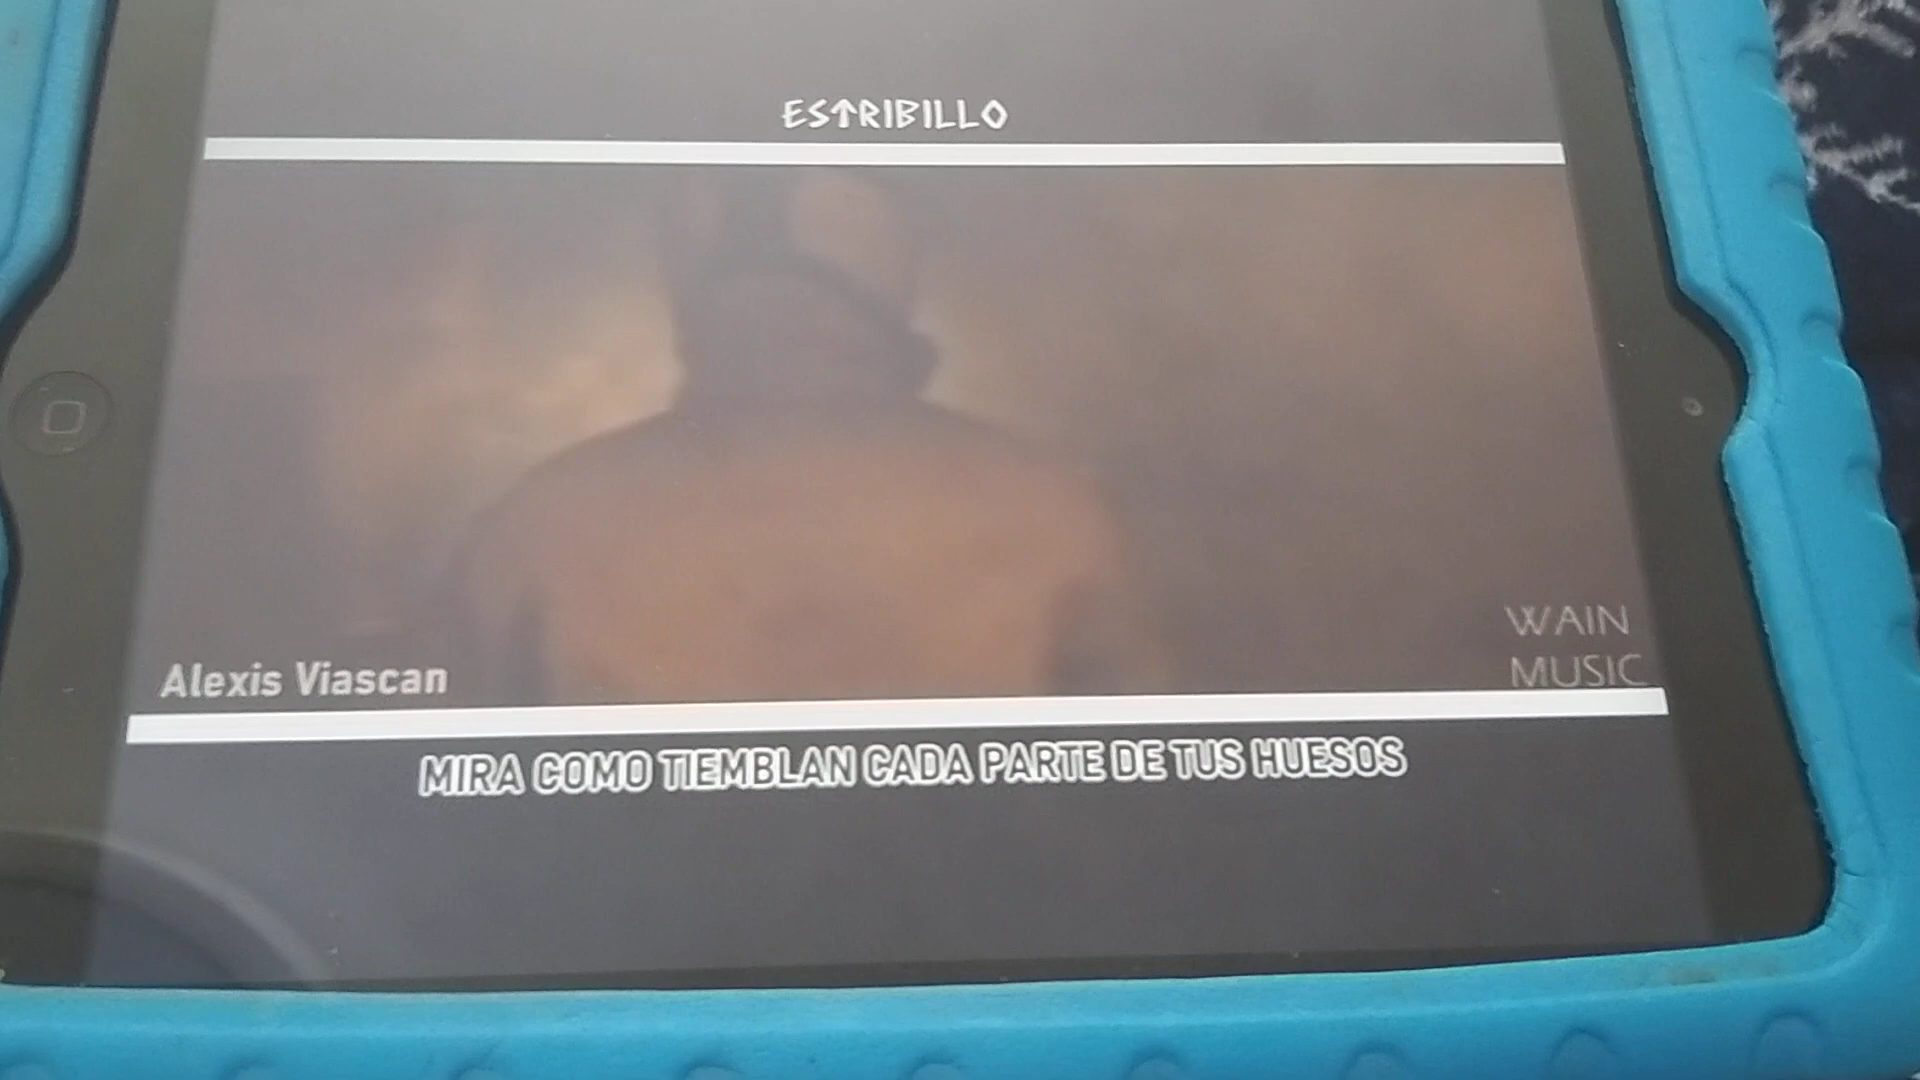 ESTRIBILLO
WAIN
MUSIC
Alexis Viascan
MIRA COMO TIEMBLAN CADA PARTE DE TUS HUESOS